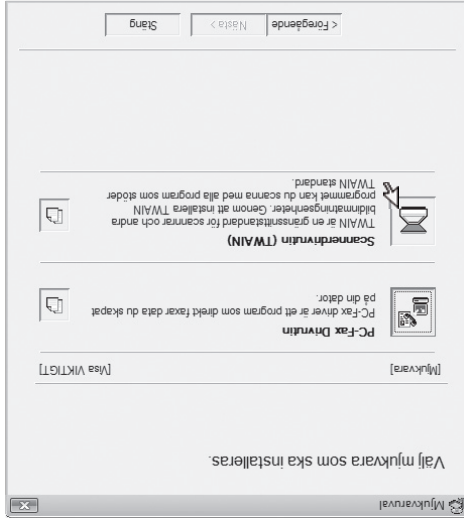 Mjukvaruval
Välj mjukvara som ska installeras.
[Mjukvara] [Visa VIKTIGT]
PC-Fax Drivrutin
PC-Fax driver är ett program som direkt faxar data du skapat
på din dator.
Scannerdrivrutin (TWAIN)
TWAIN är en gränssnittstandard för scannrar och andra
bildinmatningsenheter. Genom att installera TWAIN
programmet kan du scanna med alla program som stöder
TWAIN standard.
< Föregående Nästa > Stäng